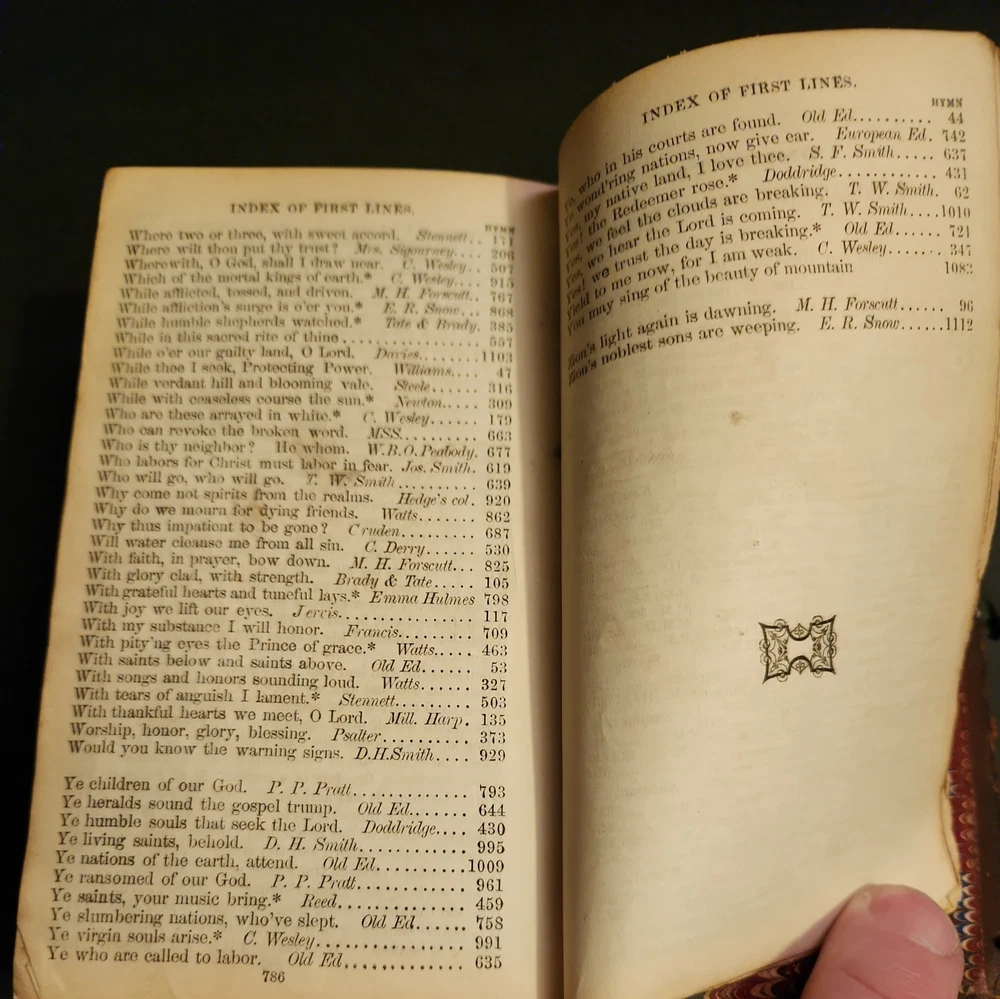 INDEX OF FIRST LINES.
HYMN
Where two or three, with sweet accord. Stennett.. 171
Where wilt thou put thy trust? Mrs. Sigourney.... 206
Wherewith, O God, shall I draw near. C. Wesley... 507
Which of the mortal kings of earth.* C. Wesley.... 915
While afflicted, tossed, and driven. M. H. Forscutt.. 767
While affliction's surge is o'er you.* E. R. Snow... 868
While humble shepherds watched.* Tate & Brady. 385
While in this sacred rite of thine.................... 557
While o'er our guilty land, O Lord. Davies........1103
While thee I seek, Protecting Power. Williams.... 47
While verdant hill and blooming vale. Steele...... 316
While with ceaseless course the sun.* Newton..... 309
Who are these arrayed in white.* C. Wesley...... 179
Who can revoke the broken word. MSS.......... 663
Who is thy neighbor? He whom. W.B.O.Peabody. 677
Who labors for Christ must labor in fear. Jos. Smith. 619
Who will go, who will go. T. W. Smith........... 639
Why come not spirits from the realms. Hedge's col. 920
Why do we mourn for dying friends. Watts....... 862
Why thus impatient to be gone? Cruden........... 687
Will water cleanse me from all sin. C. Derry...... 530
With faith, in prayer, bow down. M. H. Forscutt... 825
With glory clad, with strength. Brady & Tate..... 105
With grateful hearts and tuneful lays.* Emma Hulmes 798
With joy we lift our eyes. Jervis................ 117
With my substance I will honor. Francis......... 709
With pity'ng eyes the Prince of grace.* Watts..... 463
With saints below and saints above. Old Ed...... 53
With songs and honors sounding loud. Watts...... 327
With tears of anguish I lament.* Stennett......... 503
With thankful hearts we meet, O Lord. Mill. Harp. 135
Worship, honor, glory, blessing. Psalter.......... 373
Would you know the warning signs. D.H.Smith.... 929
Ye children of our God. P. P. Pratt............. 793
Ye heralds sound the gospel trump. Old Ed....... 644
Ye humble souls that seek the Lord. Doddridge.... 430
Ye living saints, behold. D. H. Smith............ 995
Ye nations of the earth, attend. Old Ed...........1009
Ye ransomed of our God. P. P. Pratt............. 961
Ye saints, your music bring.* Reed............... 459
Ye slumbering nations, who've slept. Old Ed...... 758
Ye virgin souls arise.* C. Wesley................. 991
Ye who are called to labor. Old Ed............... 635
786
INDEX OF FIRST LINES.
HYMN
who in his courts are found. Old Ed.......... 44
wond'ring nations, now give ear. European Ed. 742
my native land, I love thee. S. F. Smith..... 637
the Redeemer rose.* Doddridge............ 431
Yes, we feel the clouds are breaking. T. W. Smith. 62
Yes, we hear the Lord is coming. T. W. Smith....1010
Yes! we trust the day is breaking.* Old Ed...... 721
Yield to me now, for I am weak. C. Wesley....... 347
You may sing of the beauty of mountain 1082
Zion's light again is dawning. M. H. Forscutt...... 96
Zion's noblest sons are weeping. E. R. Snow......1112